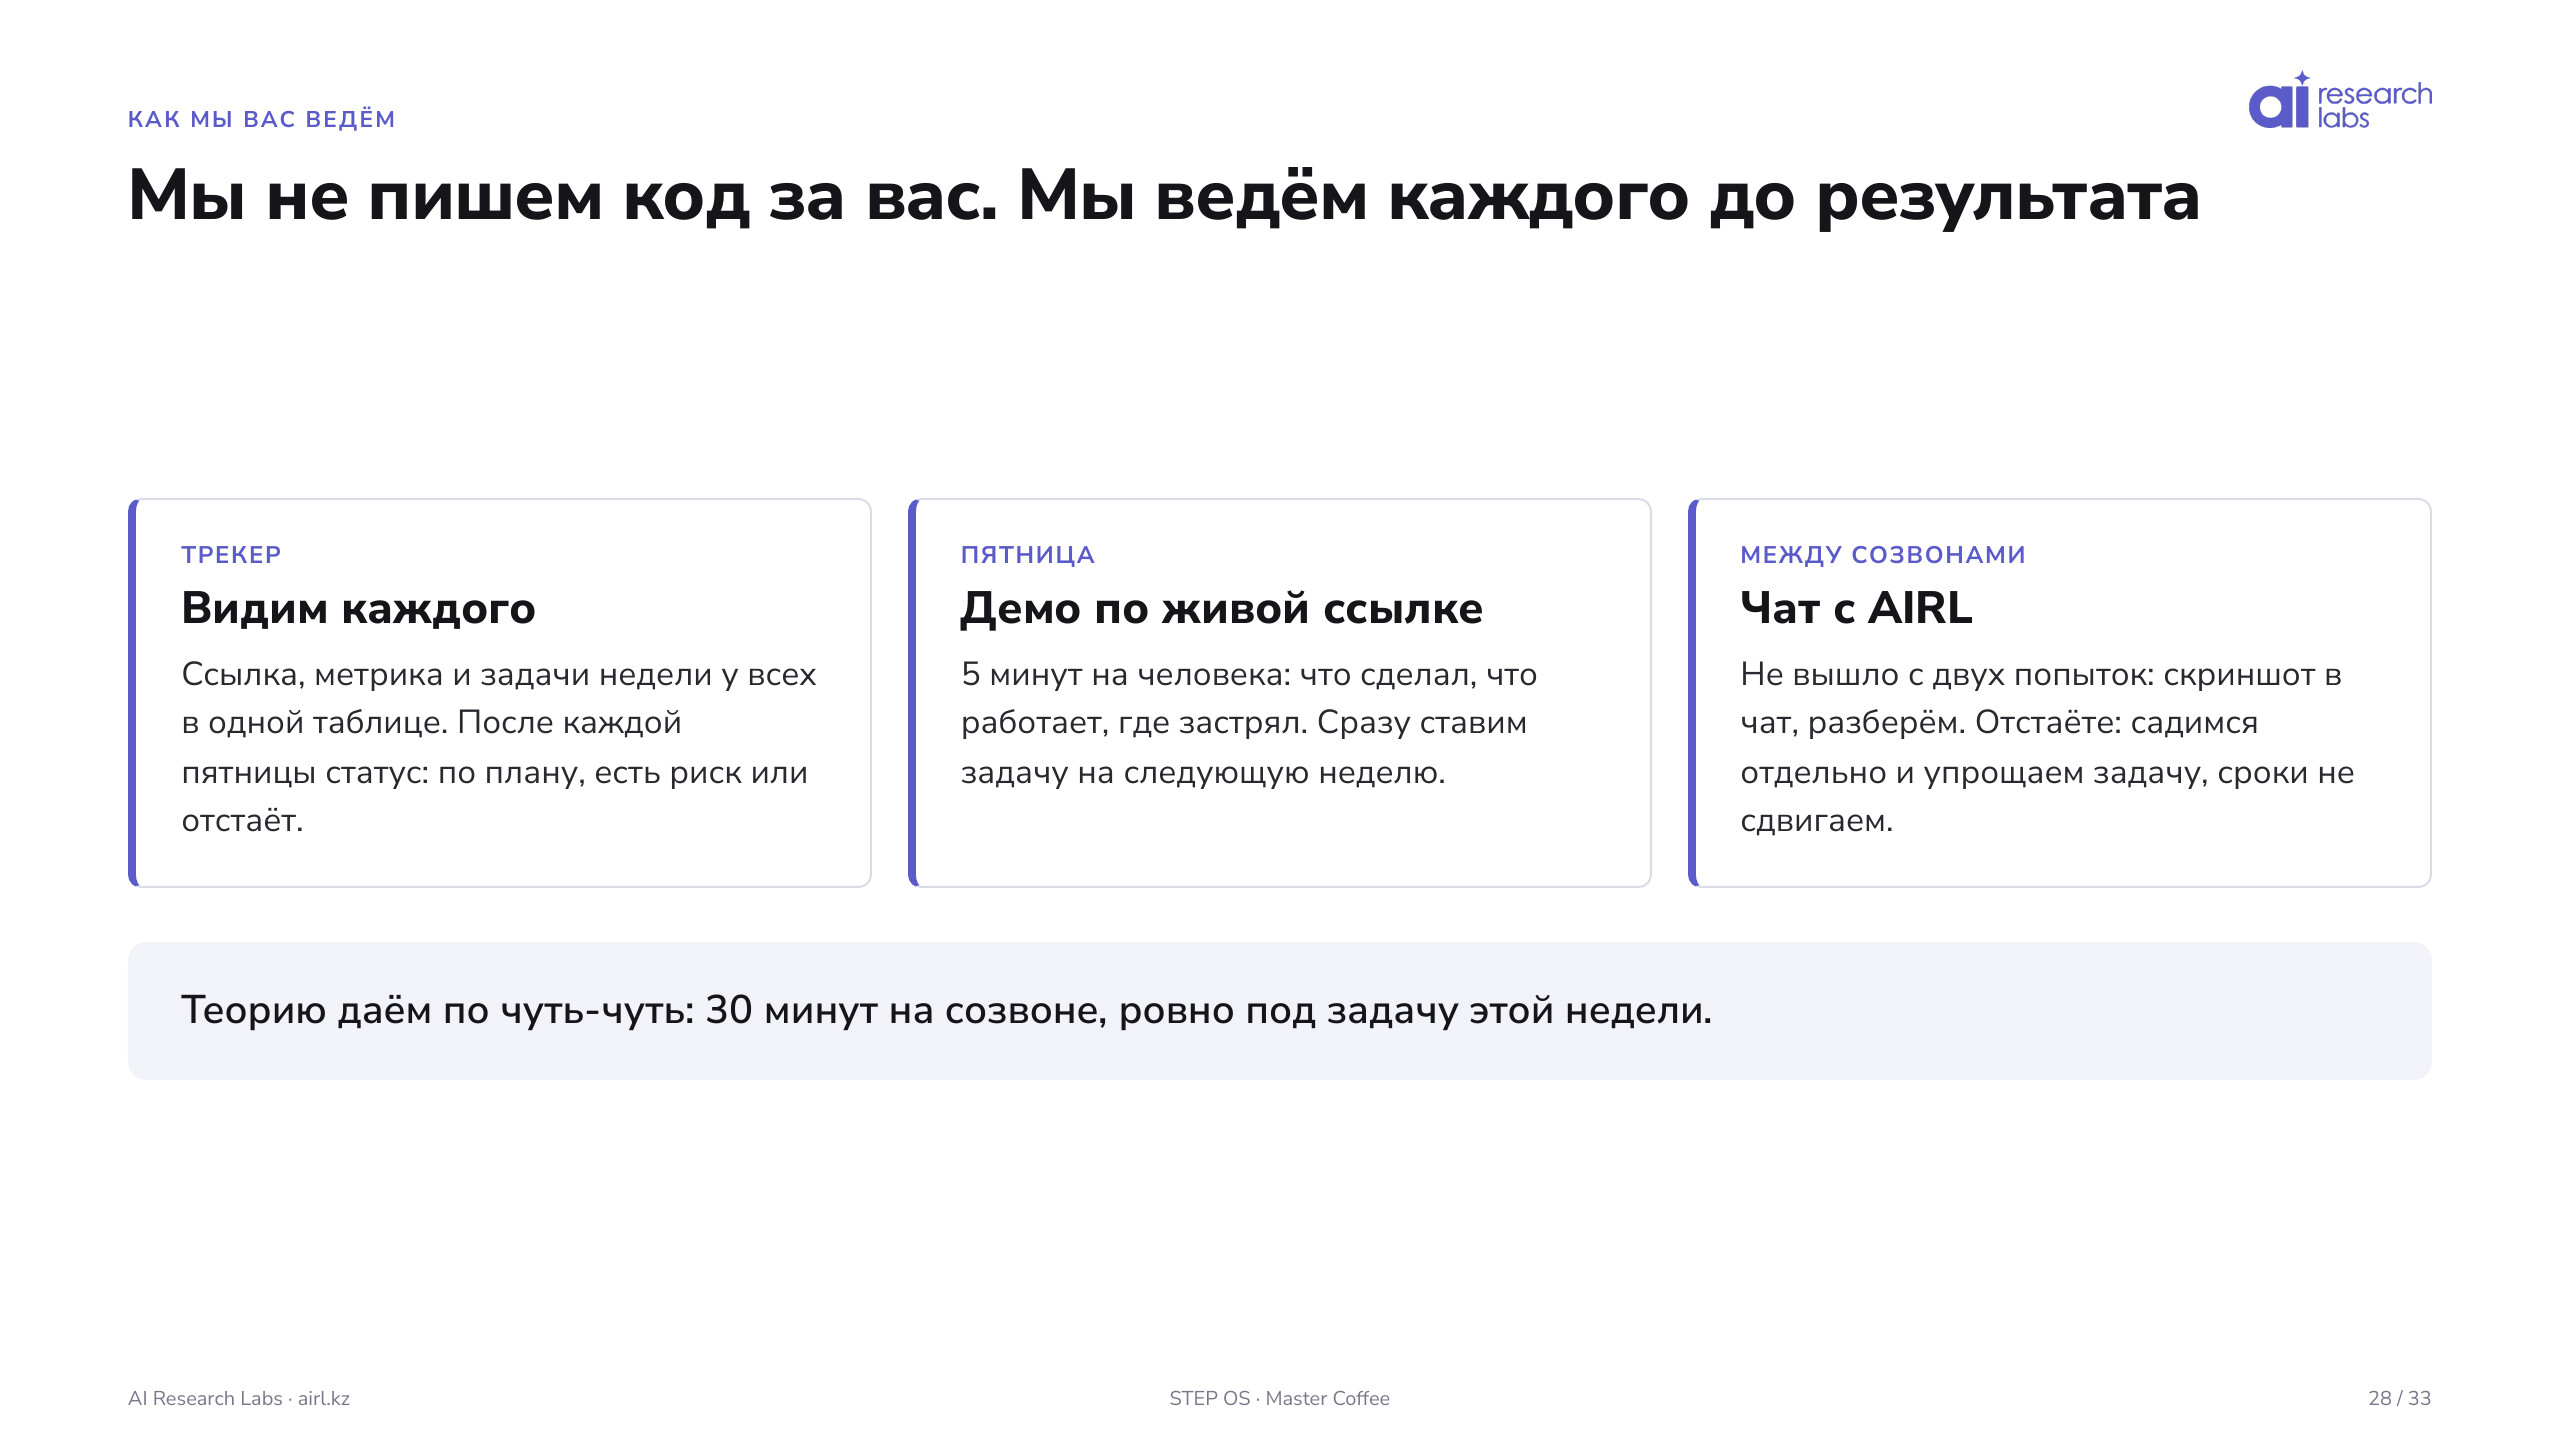 КАК МЫ ВАС ВЕДЁМ
ai research labs
Мы не пишем код за вас. Мы ведём каждого до результата
ТРЕКЕР
Видим каждого
Ссылка, метрика и задачи недели у всех
в одной таблице. После каждой
пятницы статус: по плану, есть риск или
отстаёт.
ПЯТНИЦА
Демо по живой ссылке
5 минут на человека: что сделал, что
работает, где застрял. Сразу ставим
задачу на следующую неделю.
МЕЖДУ СОЗВОНАМИ
Чат с AIRL
Не вышло с двух попыток: скриншот в
чат, разберём. Отстаёте: садимся
отдельно и упрощаем задачу, сроки не
сдвигаем.
Теорию даём по чуть-чуть: 30 минут на созвоне, ровно под задачу этой недели.
AI Research Labs · airl.kz
STEP OS · Master Coffee
28 / 33